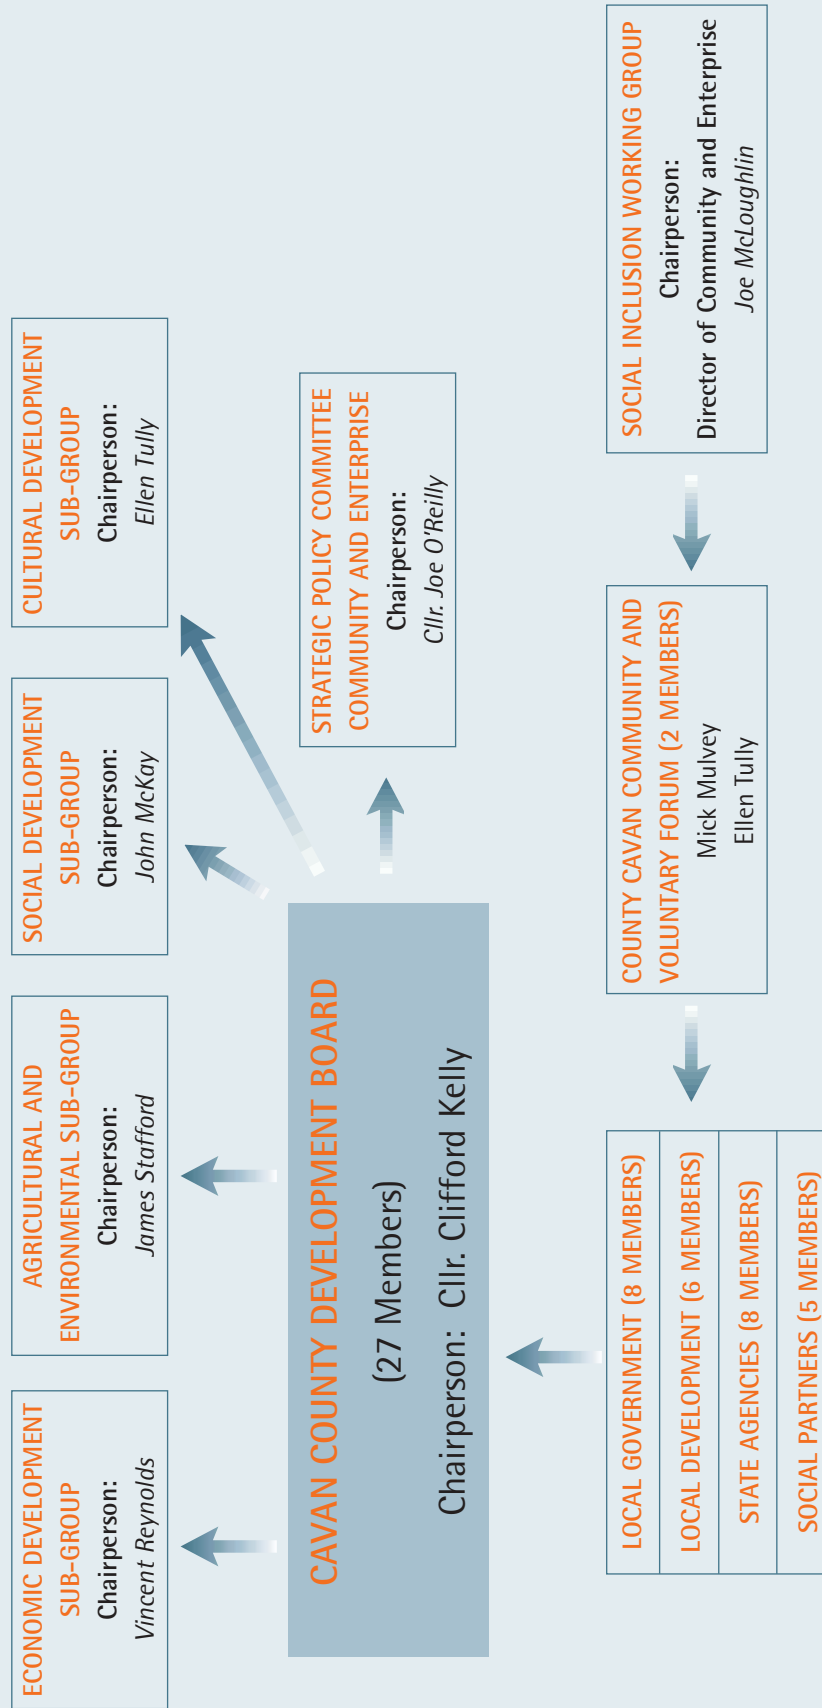 ECONOMIC DEVELOPMENT
SUB-GROUP
Chairperson:
Vincent Reynolds
AGRICULTURAL AND
ENVIRONMENTAL SUB-GROUP
Chairperson:
James Stafford
SOCIAL DEVELOPMENT
SUB-GROUP
Chairperson:
John McKay
CULTURAL DEVELOPMENT
SUB-GROUP
Chairperson:
Ellen Tully
CAVAN COUNTY DEVELOPMENT BOARD
(27 Members)
Chairperson: Cllr. Clifford Kelly
STRATEGIC POLICY COMMITTEE
COMMUNITY AND ENTERPRISE
Chairperson:
Cllr. Joe O'Reilly
LOCAL GOVERNMENT (8 MEMBERS)
LOCAL DEVELOPMENT (6 MEMBERS)
STATE AGENCIES (8 MEMBERS)
SOCIAL PARTNERS (5 MEMBERS)
COUNTY CAVAN COMMUNITY AND
VOLUNTARY FORUM (2 MEMBERS)
Mick Mulvey
Ellen Tully
SOCIAL INCLUSION WORKING GROUP
Chairperson:
Director of Community and Enterprise
Joe McLoughlin